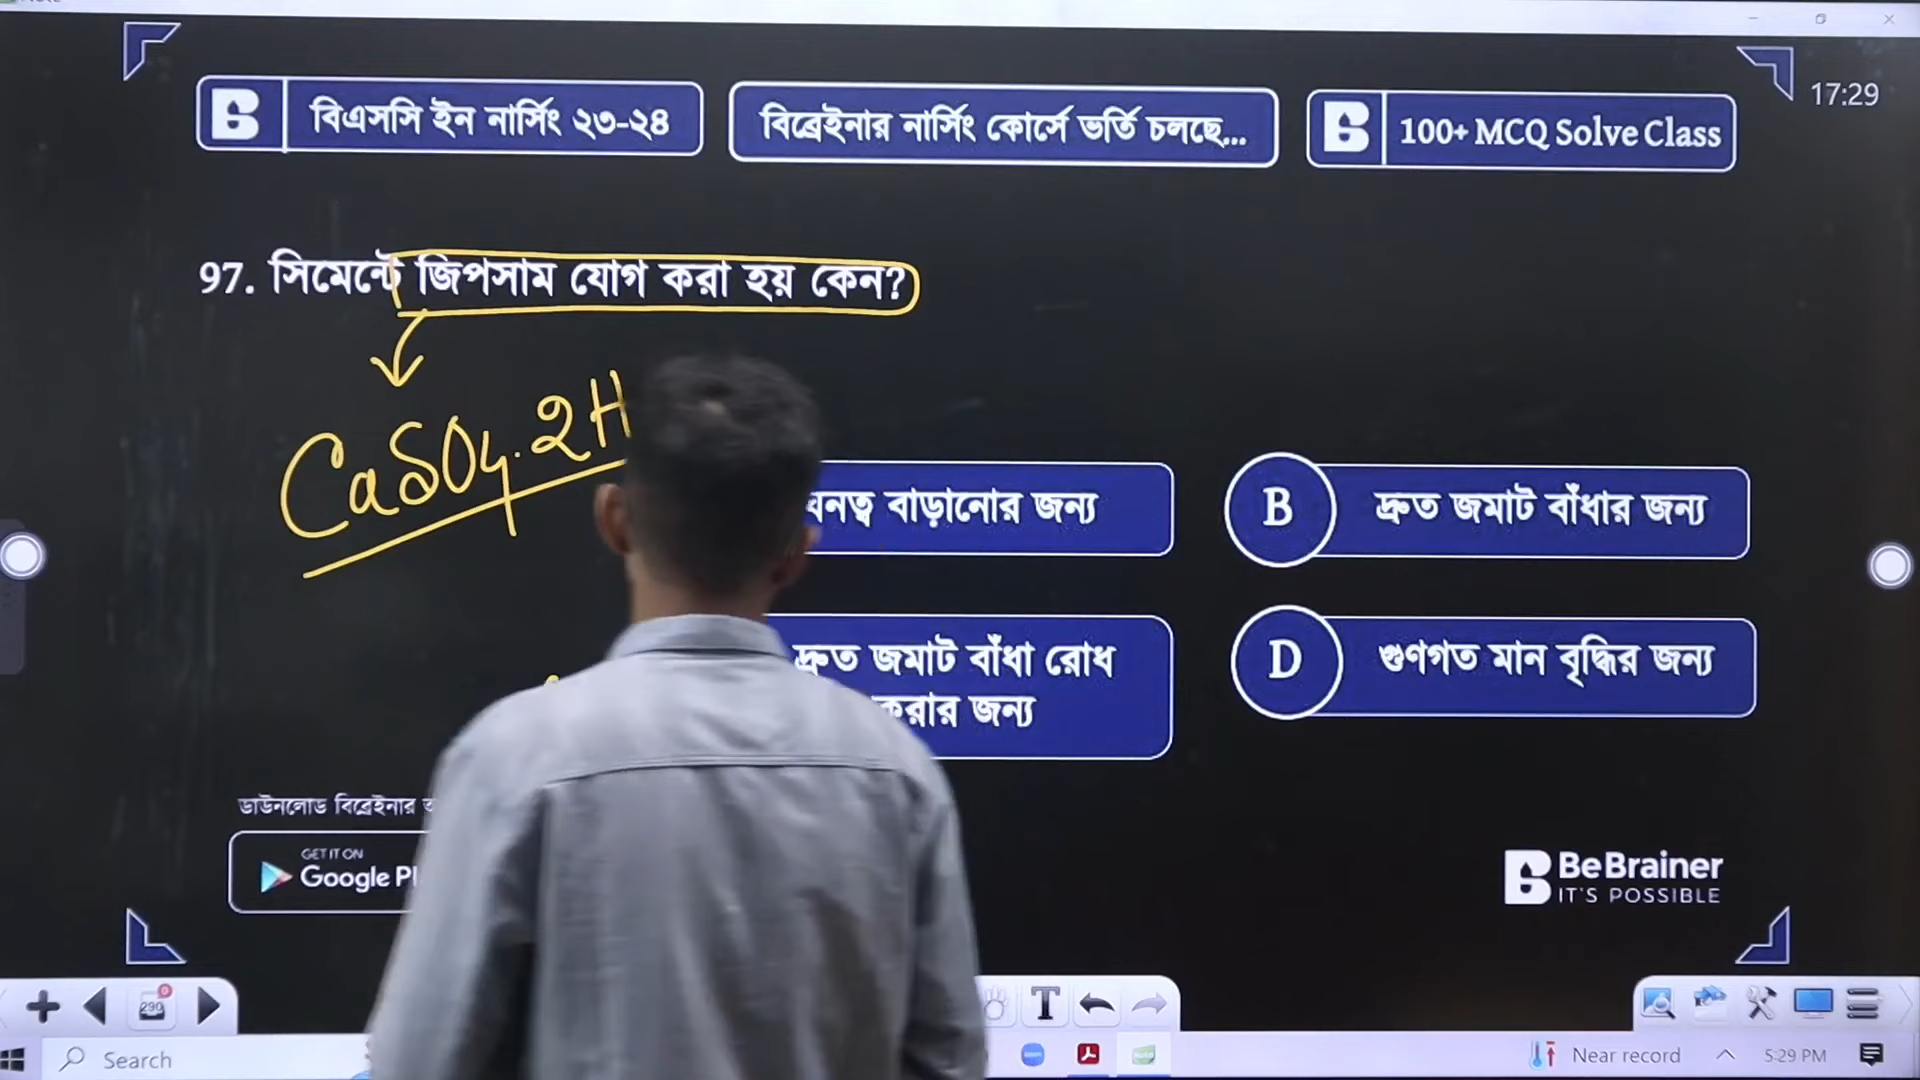 17:29
বিএসসি ইন নার্সিং ২৩-২৪
বিব্রেইনার নার্সিং কোর্সে ভর্তি চলছে...
100+ MCQ Solve Class
97. সিমেন্টে জিপসাম যোগ করা হয় কেন?
CaSO4.2H
ঘনত্ব বাড়ানোর জন্য
B দ্রুত জমাট বাঁধার জন্য
দ্রুত জমাট বাঁধা রোধ
করার জন্য
D গুণগত মান বৃদ্ধির জন্য
ডাউনলোড বিব্রেইনার
GET IT ON
Google Pl
BeBrainer
IT'S POSSIBLE
290
T
Search
Near record
5:29 PM